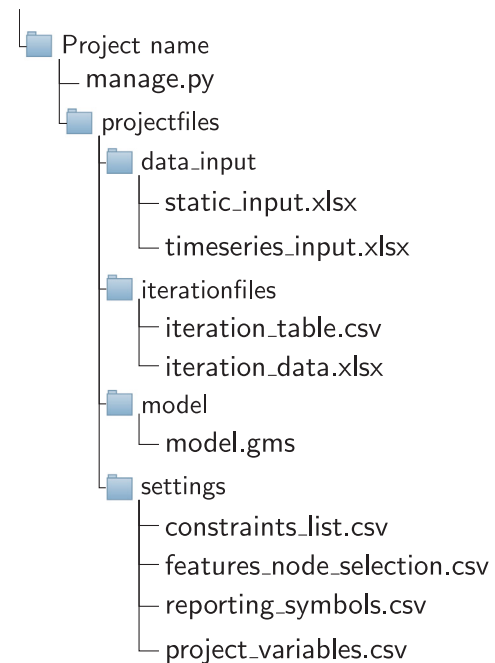 Project name
manage.py
projectfiles
data_input
static_input.xlsx
timeseries_input.xlsx
iterationfiles
iteration_table.csv
iteration_data.xlsx
model
model.gms
settings
constraints_list.csv
features_node_selection.csv
reporting_symbols.csv
project_variables.csv